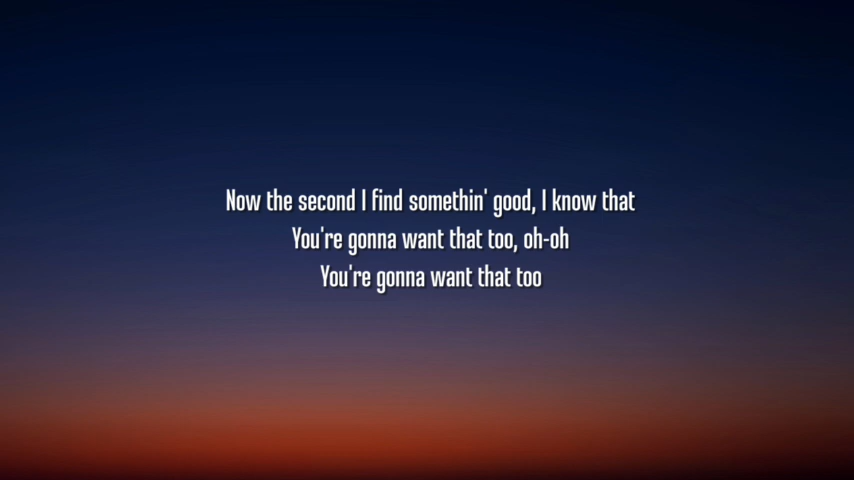 Now the second I find somethin' good, I know that
You're gonna want that too, oh-oh
You're gonna want that too